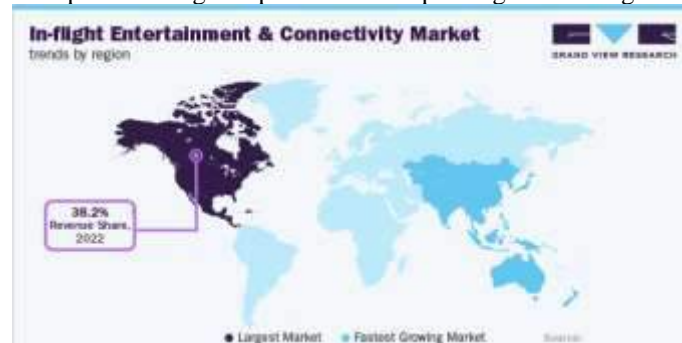 In-flight Entertainment & Connectivity Market
trends by region
GRAND VIEW RESEARCH
38.2%
Revenue Share,
2022
Largest Market
Fastest Growing Market
Source: